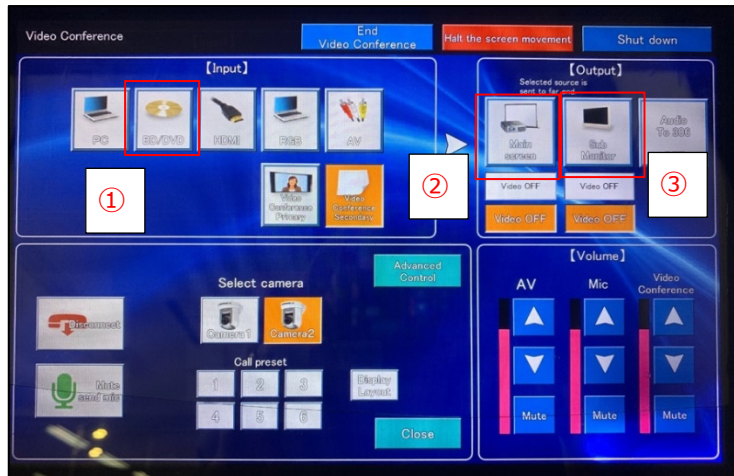 Video Conference
End
Video Conference
Halt the screen movement
Shut down
【Input】
PC
BD/DVD
HDMI
RGB
AV
①
Video
Conference
Primary
Video
Conference
Secondary
【Output】
Selected source is
sent to far end
Main
screen
Sub
Monitor
Audio
To 306
②
③
Video OFF
Video OFF
Video OFF
Video OFF
Select camera
Advanced
Control
Disconnect
Camera1
Camera2
Call preset
Mute
send mic
1
2
3
Display
Layout
4
5
6
Close
【Volume】
AV
Mic
Video
Conference
Mute
Mute
Mute